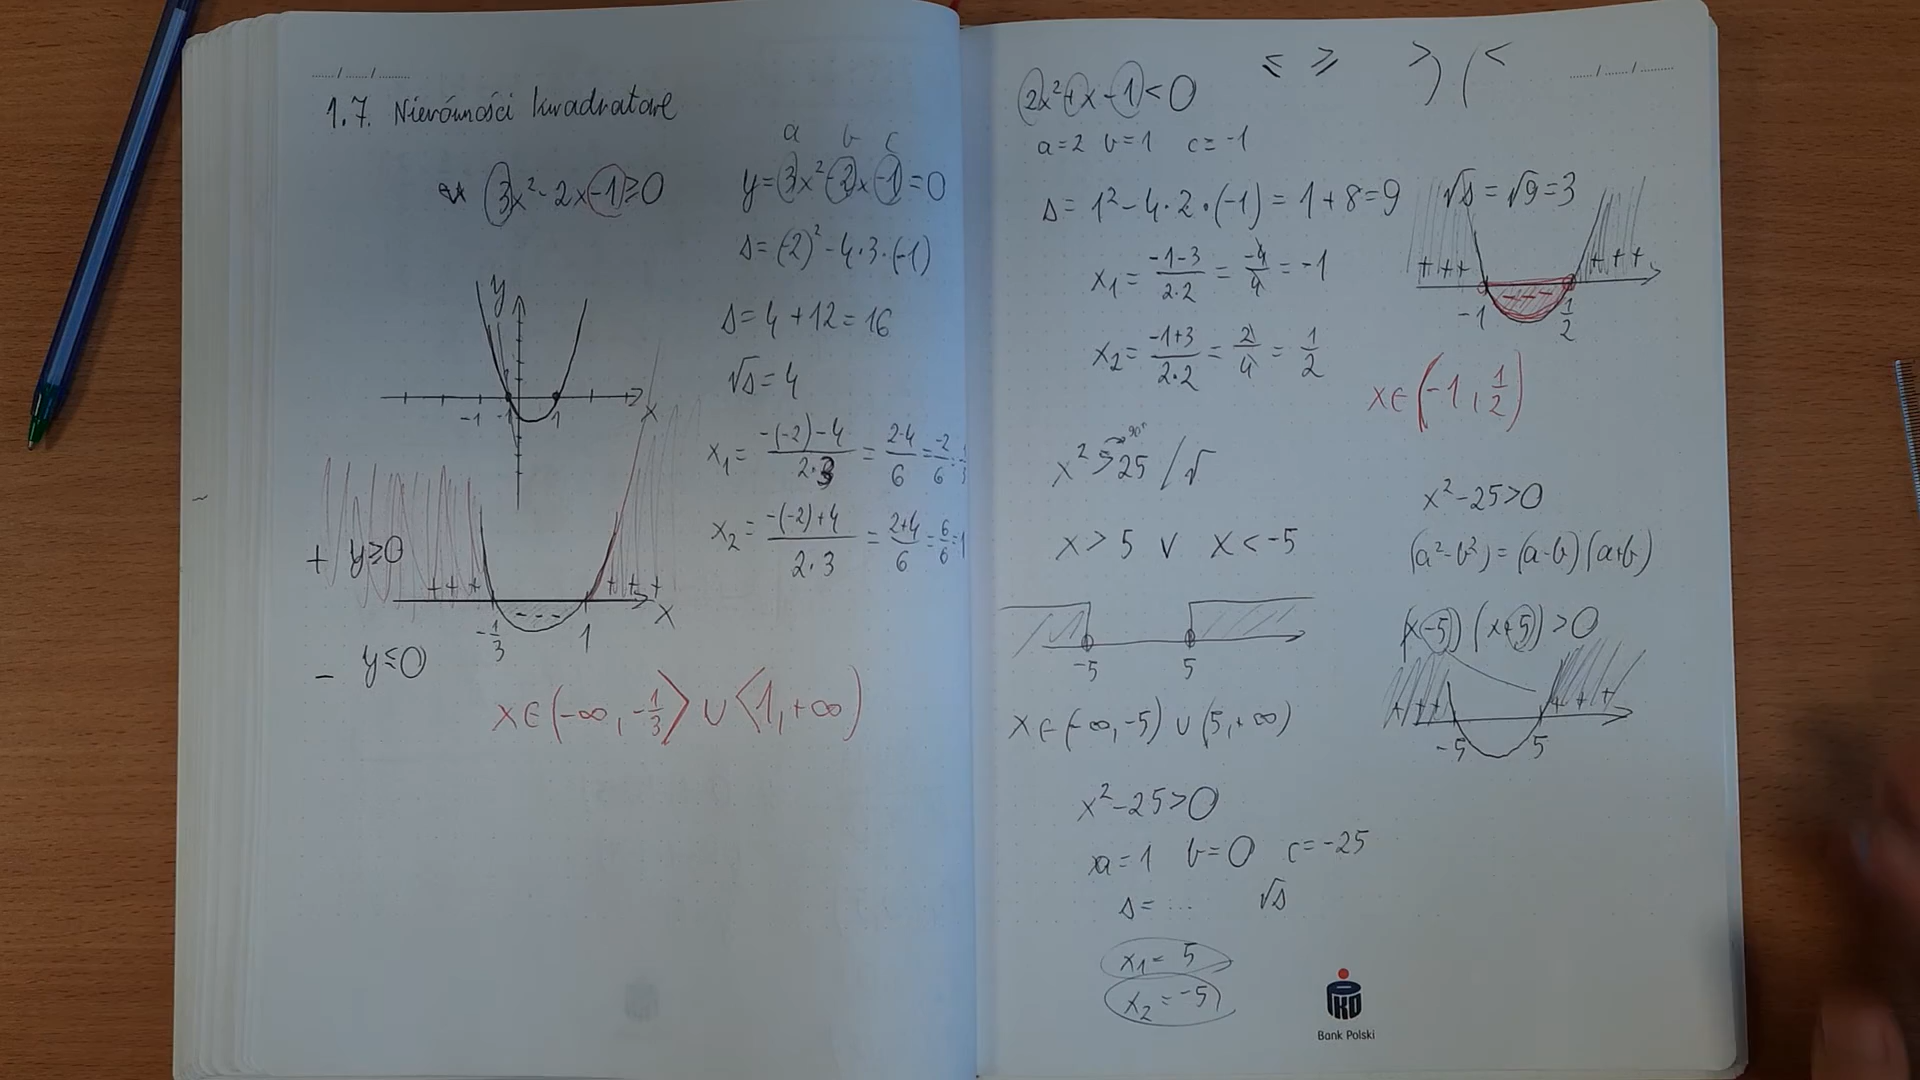 ...... / ...... / ..........
1.7. Nierówności kwadratowe
3x² - 2x - 1 ≥ 0
a b c
y = 3x² - 2x - 1 = 0
Δ = (-2)² - 4·3·(-1)
Δ = 4 + 12 = 16
√Δ = 4
x₁ = -(-2) - 4 / 2·3 = 2-4 / 6 = -2 / 6 =
x₂ = -(-2) + 4 / 2·3 = 2+4 / 6 = 6 / 6 = 1
y
-1 1 x
+ y ≥ 0
+ + + + + +
- - -
-1/3 1 x
- y ≤ 0
x ∈ (-∞, -1/3⟩ ∪ ⟨1, +∞)
2x² + x - 1 < 0
≤ ≥ > ) ( <
...... / ...... / ..........
a = 2 b = 1 c = -1
Δ = 1² - 4·2·(-1) = 1 + 8 = 9
√Δ = √9 = 3
x₁ = -1-3 / 2·2 = -4 / 4 = -1
x₂ = -1+3 / 2·2 = 2 / 4 = 1/2
+ + + + + +
- - -
-1 1/2
x ∈ (-1, 1/2)
x² > 25 / √
x > 5 ∨ x < -5
-5 5
x ∈ (-∞, -5) ∪ (5, +∞)
x² - 25 > 0
(a² - b²) = (a-b)(a+b)
(x-5)(x+5) > 0
+ + + + + +
-5 5
x² - 25 > 0
a = 1 b = 0 c = -25
Δ = ... √Δ
x₁ = 5
x₂ = -5
Bank Polski